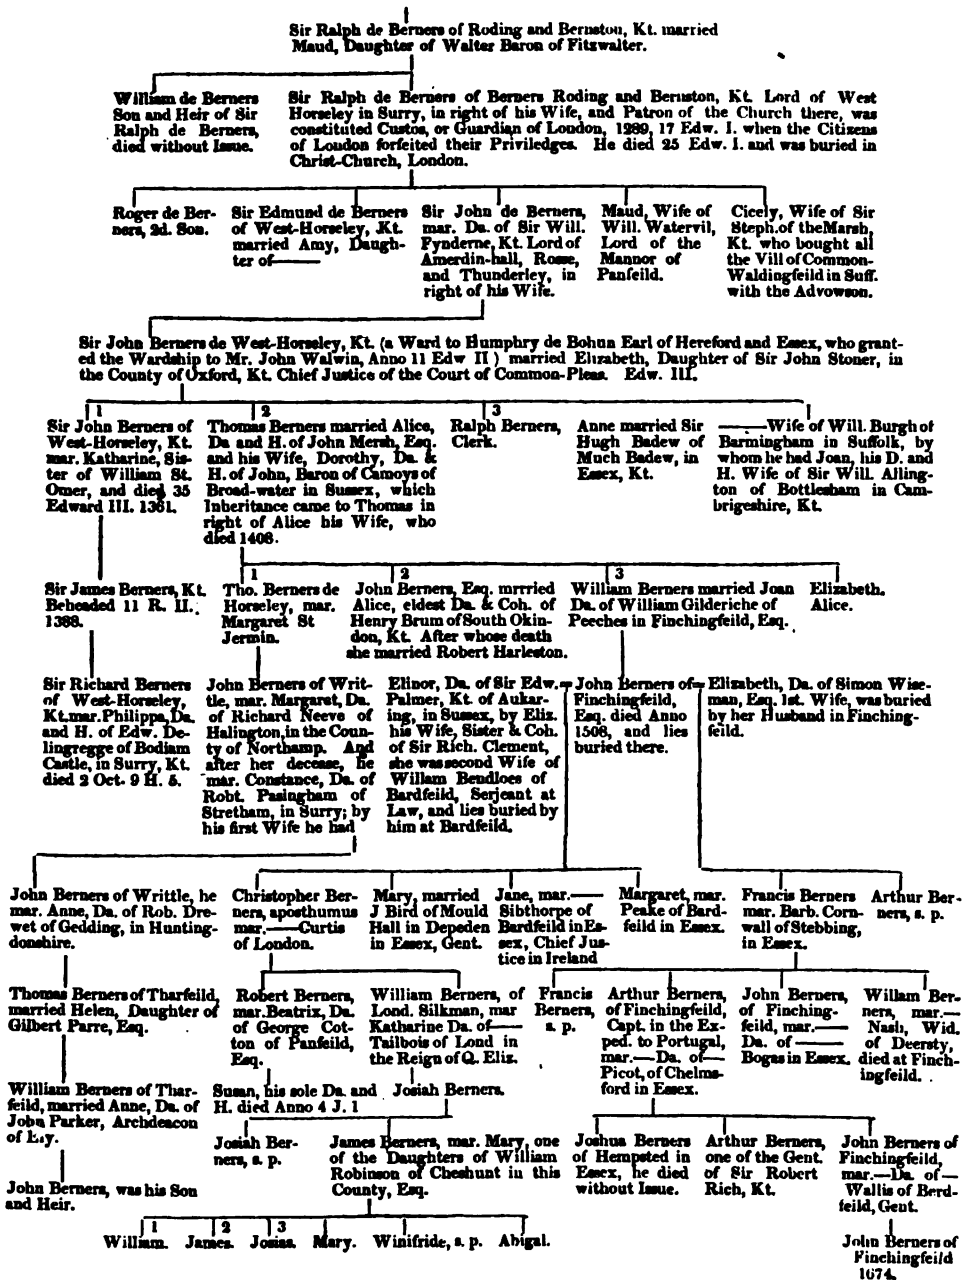 Sir Ralph de Berners of Roding and Bernston, Kt. married
Maud, Daughter of Walter Baron of Fitzwalter.
William de Berners
Son and Heir of Sir
Ralph de Berners,
died without Issue.
Sir Ralph de Berners of Berners Roding and Bernston, Kt. Lord of West
Horseley in Surry, in right of his Wife, and Patron of the Church there, was
constituted Custos, or Guardian of London, 1289, 17 Edw. I. when the Citizens
of London forfeited their Priviledges. He died 25 Edw. I. and was buried in
Christ-Church, London.
Roger de Ber-
ners, 2d. Son.
Sir Edmund de Berners
of West-Horseley, Kt.
married Amy, Daugh-
ter of——
Sir John de Berners,
mar. Da. of Sir Will.
Fynderne, Kt. Lord of
Amerdin-hall, Rosse,
and Thunderley, in
right of his Wife.
Maud, Wife of
Will. Watervil,
Lord of the
Mannor of
Panfeild.
Cicely, Wife of Sir
Steph. of the Marsh,
Kt. who bought all
the Vill of Common-
Waldingfeild in Suff.
with the Advowson.
Sir John Berners de West-Horseley, Kt. (a Ward to Humphry de Bohun Earl of Hereford and Essex, who grant-
ed the Wardship to Mr. John Walwin, Anno 11 Edw II) married Elizabeth, Daughter of Sir John Stoner, in
the County of Oxford, Kt. Chief Justice of the Court of Common-Pleas. Edw. III.
1
Sir John Berners of
West-Horseley, Kt.
mar. Katharine, Sis-
ter of William St.
Omer, and died 35
Edward III. 1361.
2
Thomas Berners married Alice,
Da and H. of John Mersh, Esq.
and his Wife, Dorothy, Da. &
H. of John, Baron of Camoys of
Broad-water in Sussex, which
Inheritance came to Thomas in
right of Alice his Wife, who
died 1408.
3
Ralph Berners,
Clerk.
Anne married Sir
Hugh Badew of
Much Badew, in
Essex, Kt.
——Wife of Will. Burgh of
Barmingham in Suffolk, by
whom he had Joan, his D. and
H. Wife of Sir Will. Alling-
ton of Bottlesham in Cam-
brigeshire, Kt.
Sir James Berners, Kt.
Beheaded 11 R. II.
1388.
1
Tho. Berners de
Horseley, mar.
Margaret St
Jermin.
2
John Berners, Esq. mrrried
Alice, eldest Da. & Coh. of
Henry Brum of South Okin-
don, Kt. After whose death
she married Robert Harleston.
3
William Berners married Joan
Da. of William Gilderiche of
Peeches in Finchingfeild, Esq.
Elizabeth.
Alice.
Sir Richard Berners
of West-Horseley,
Kt. mar. Philippa, Da.
and H. of Edw. De-
lingregge of Bodiam
Castle, in Surry, Kt.
died 2 Oct. 9 H. 5.
John Berners of Writ-
tle, mar. Margaret, Da.
of Richard Neeve of
Halington, in the Coun-
ty of Northamp. And
after her decease, he
mar. Constance, Da. of
Robt. Pasingham of
Stretham, in Surry; by
his first Wife he had
Elinor, Da. of Sir Edw.
Palmer, Kt. of Aukar-
ing, in Sussex, by Eliz.
his Wife, Sister & Coh.
of Sir Rich. Clement,
she was second Wife of
Willam Bendloes of
Bardfeild, Serjeant at
Law, and lies buried by
him at Bardfeild.
John Berners of
Finchingfeild,
Esq. died Anno
1508, and lies
buried there.
Elizabeth, Da. of Simon Wise-
man, Esq. 1st. Wife, was buried
by her Husband in Finching-
feild.
John Berners of Writtle, he
mar. Anne, Da. of Rob. Dre-
wet of Gedding, in Hunting-
donshire.
Christopher Ber-
ners, aposthumus
mar.——Curtis
of London.
Mary, married
J Bird of Mould
Hall in Depeden
in Essex, Gent.
Jane, mar.——
Sibthorpe of
Bardfeild in Es-
sex, Chief Jus-
tice in Ireland
Margaret, mar.
Peake of Bard-
feild in Essex.
Francis Berners
mar. Barb. Corn-
wall of Stebbing,
in Essex.
Arthur Ber-
ners, s. p.
Thomas Berners of Tharfeild,
married Helen, Daughter of
Gilbert Parre, Esq.
Robert Berners,
mar. Beatrix, Da.
of George Cot-
ton of Panfeild,
Esq.
William Berners, of
Lond. Silkman, mar
Katharine Da. of——
Tailbois of Lond in
the Reign of Q. Eliz.
Francis
Berners,
s. p.
Arthur Berners,
of Finchingfeild,
Capt. in the Ex-
ped. to Portugal,
mar.—Da. of—
Picot, of Chelms-
ford in Essex.
John Berners,
of Finching-
feild, mar.——
Da. of ——
Bogas in Essex.
Willam Ber-
ners, mar.—
Nash, Wid.
of Deersty,
died at Finch-
ingfeild.
William Berners of Thar-
feild, married Anne, Da. of
John Parker, Archdeacon
of Ely.
Susan, his sole Da. and
H. died Anno 4 J. 1
Josiah Berners.
Josiah Ber-
ners, s. p.
James Berners, mar. Mary, one
of the Daughters of William
Robinson of Cheshunt in this
County, Esq.
Joshua Berners
of Hempsted in
Essex, he died
without Issue.
Arthur Berners,
one of the Gent.
of Sir Robert
Rich, Kt.
John Berners of
Finchingfeild,
mar.—Da. of—
Wallis of Berd-
feild, Gent.
John Berners, was his Son
and Heir.
1
William.
2
James.
3
Josias.
Mary.
Winifride, s. p.
Abigal.
John Berners of
Finchingfeild
1674.